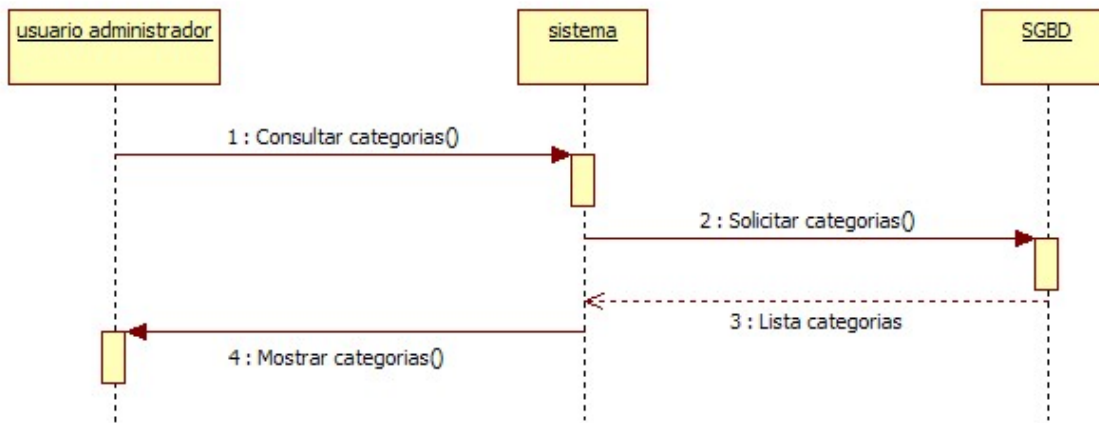 usuario administrador
sistema
SGBD
1 : Consultar categorias()
2 : Solicitar categorias()
3 : Lista categorias
4 : Mostrar categorias()